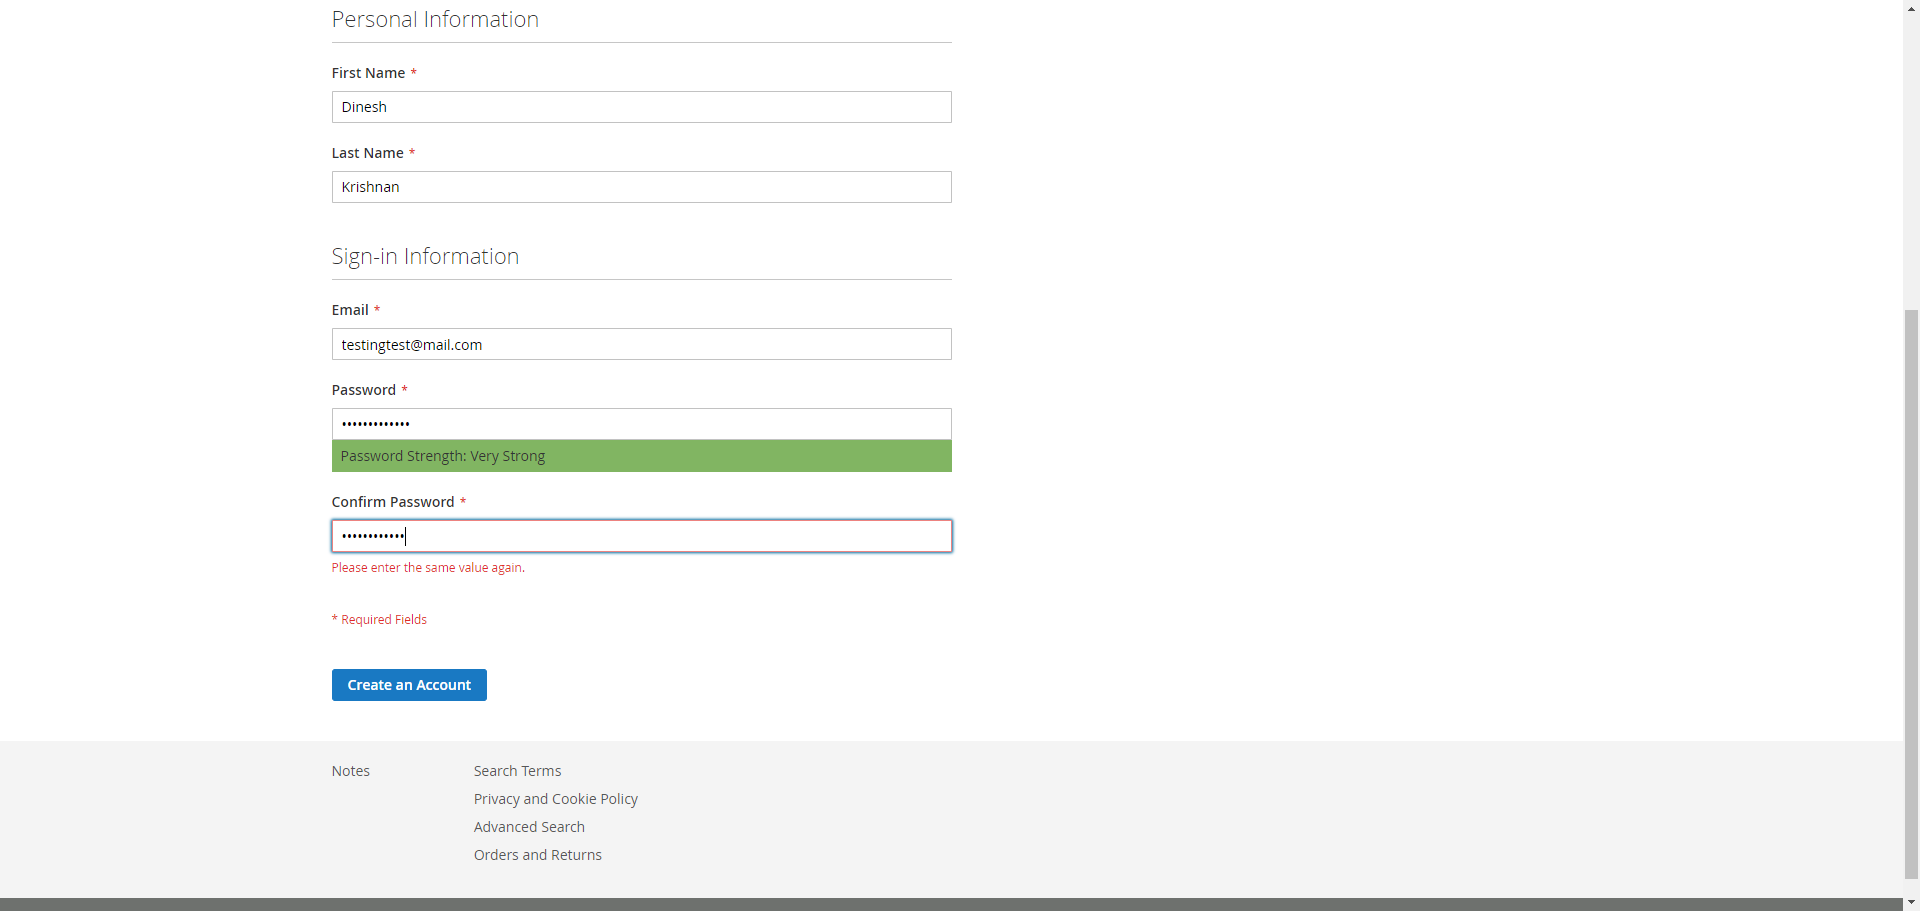 Personal Information
First Name *
Dinesh
Last Name *
Krishnan
Sign-in Information
Email *
testingtest@mail.com
Password *
•••••••••••••
Password Strength: Very Strong
Confirm Password *
••••••••••••
Please enter the same value again.
* Required Fields
Create an Account
Notes
Search Terms
Privacy and Cookie Policy
Advanced Search
Orders and Returns